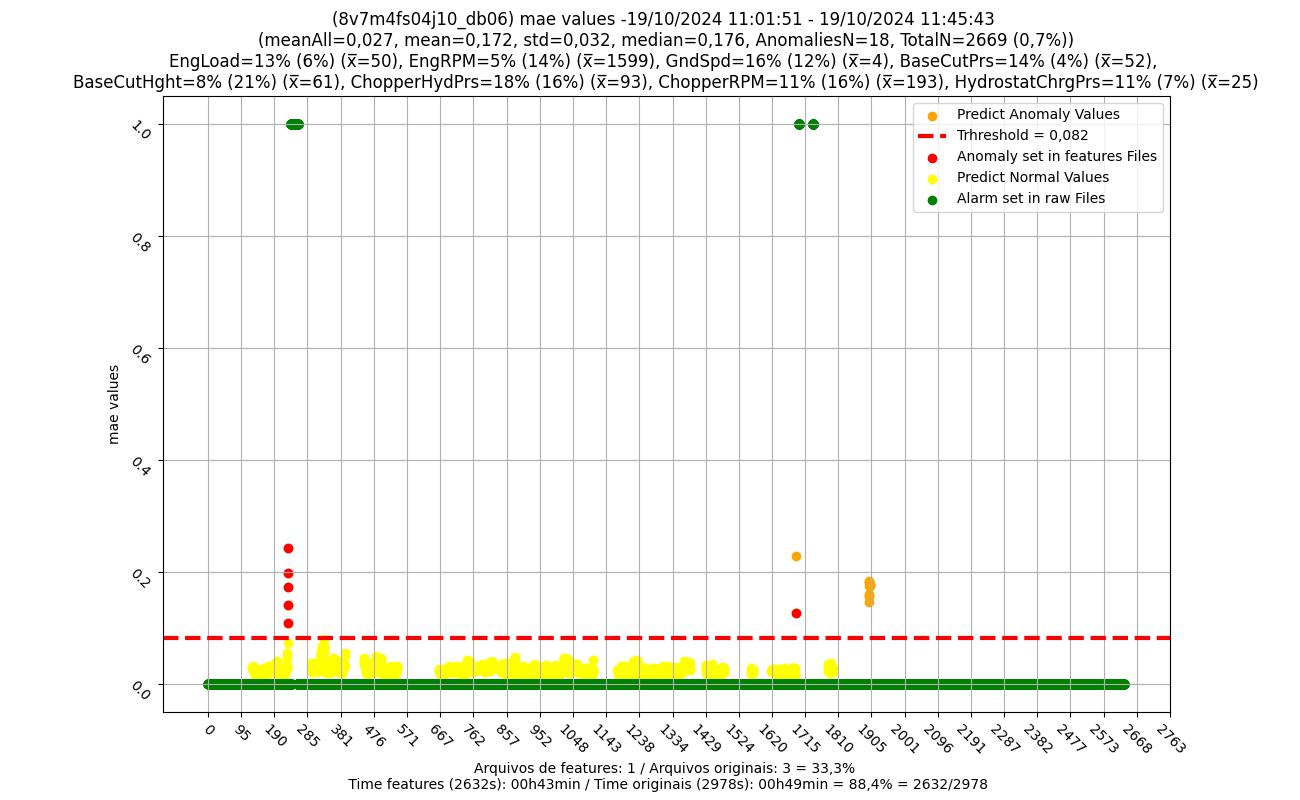 (8v7m4fs04j10_db06) mae values -19/10/2024 11:01:51 - 19/10/2024 11:45:43
(meanAll=0,027, mean=0,172, std=0,032, median=0,176, AnomaliesN=18, TotalN=2669 (0,7%))
EngLoad=13% (6%) (x̅=50), EngRPM=5% (14%) (x̅=1599), GndSpd=16% (12%) (x̅=4), BaseCutPrs=14% (4%) (x̅=52),
BaseCutHght=8% (21%) (x̅=61), ChopperHydPrs=18% (16%) (x̅=93), ChopperRPM=11% (16%) (x̅=193), HydrostatChrgPrs=11% (7%) (x̅=25)
Predict Anomaly Values
Trhreshold = 0,082
Anomaly set in features Files
Predict Normal Values
Alarm set in raw Files
1.0
0.8
0.6
0.4
0.2
0.0
mae values
0 95 190 285 381 476 571 667 762 857 952 1048 1143 1238 1334 1429 1524 1620 1715 1810 1905 2001 2096 2191 2287 2382 2477 2573 2668 2763
Arquivos de features: 1 / Arquivos originais: 3 = 33,3%
Time features (2632s): 00h43min / Time originais (2978s): 00h49min = 88,4% = 2632/2978